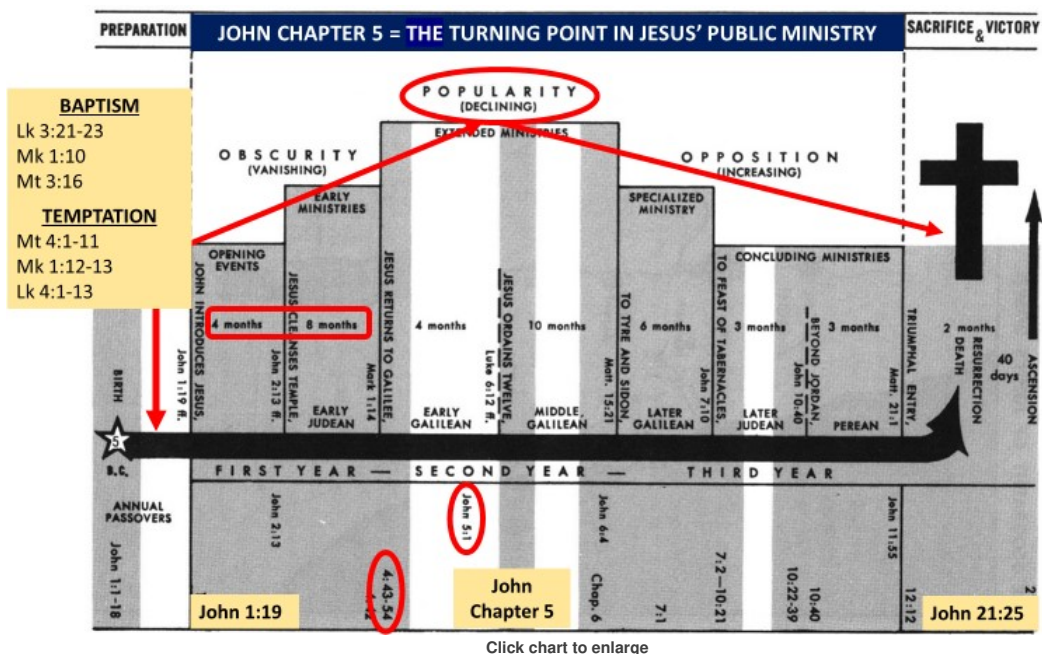 PREPARATION
JOHN CHAPTER 5 = THE TURNING POINT IN JESUS' PUBLIC MINISTRY
SACRIFICE & VICTORY
BAPTISM
Lk 3:21-23
Mk 1:10
Mt 3:16
TEMPTATION
Mt 4:1-11
Mk 1:12-13
Lk 4:1-13
POPULARITY
(DECLINING)
EXTENDED MINISTRIES
OBSCURITY
(VANISHING)
OPPOSITION
(INCREASING)
EARLY
MINISTRIES
SPECIALIZED
MINISTRY
OPENING
EVENTS
CONCLUDING MINISTRIES
BIRTH
John 1:19 ff.
JOHN INTRODUCES JESUS,
4 months
John 2:13 ff.
JESUS CLEANSES TEMPLE,
8 months
Mark 1:14
JESUS RETURNS TO GALILEE,
4 months
Luke 6:12 ff.
JESUS ORDAINS TWELVE,
10 months
Matt. 15:21
TO TYRE AND SIDON,
6 months
John 7:10
TO FEAST OF TABERNACLES,
3 months
John 10:40
BEYOND JORDAN,
3 months
Matt. 21:1
TRIUMPHAL ENTRY,
2 months
DEATH
RESURRECTION
40
days
ASCENSION
EARLY
JUDEAN
EARLY
GALILEAN
MIDDLE
GALILEAN
LATER
GALILEAN
LATER
JUDEAN
PEREAN
5
B.C.
FIRST YEAR — SECOND YEAR — THIRD YEAR
ANNUAL
PASSOVERS
John 2:13
John 5:1
John 6:4
John 11:55
John 1:1-18
John 1:19
4:43-54
John
Chapter 5
Chap. 6
7:1
7:2—10:21
10:22-39
10:40
12:12
John 21:25
Click chart to enlarge